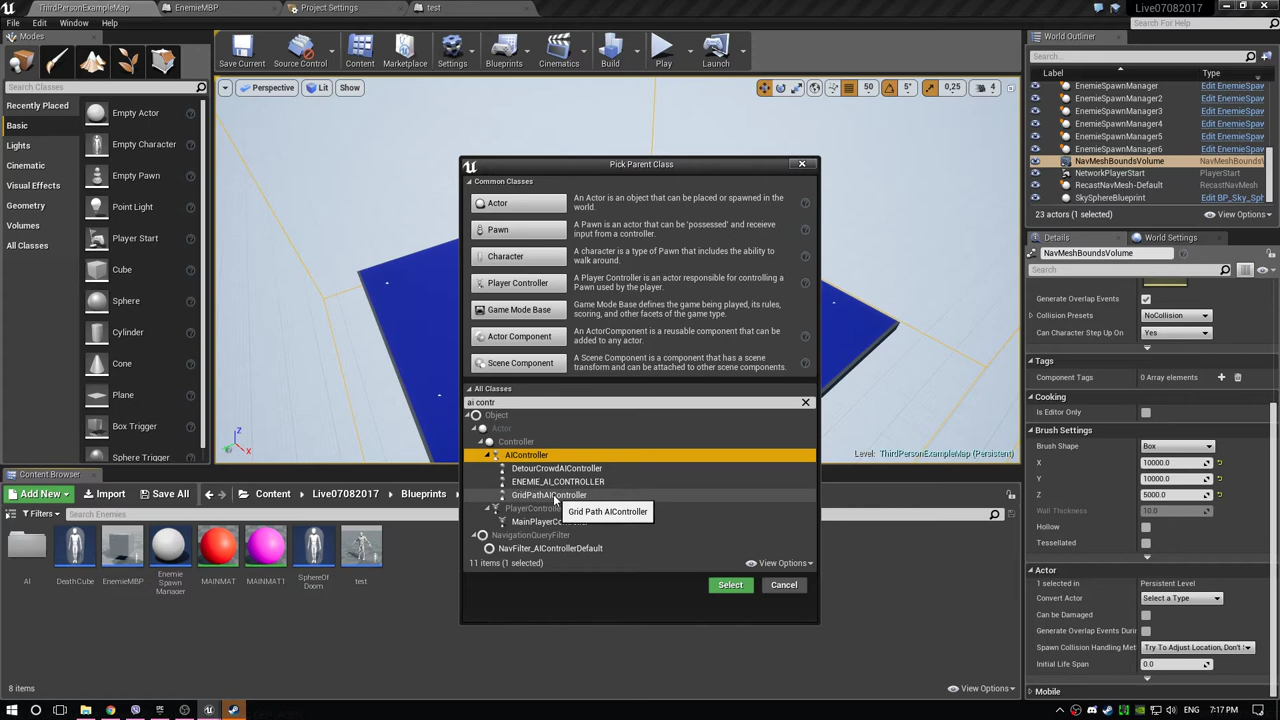 ThirdPersonExampleMap
EnemieMBP
Project Settings
test
Live07082017
File
Edit
Window
Help
Search For Help
Modes
Search Classes
Recently Placed
Basic
Lights
Cinematic
Visual Effects
Geometry
Volumes
All Classes
Empty Actor
Empty Character
Empty Pawn
Point Light
Player Start
Cube
Sphere
Cylinder
Cone
Plane
Box Trigger
Sphere Trigger
Save Current
Source Control
Content
Marketplace
Settings
Blueprints
Cinematics
Build
Play
Launch
Perspective
Lit
Show
50
5°
0,25
4
Pick Parent Class
Common Classes
Actor
An Actor is an object that can be placed or spawned in the
world.
Pawn
A Pawn is an actor that can be 'possessed' and receieve
input from a controller.
Character
A character is a type of Pawn that includes the ability to
walk around.
Player Controller
A Player Controller is an actor responsible for controlling a
Pawn used by the player.
Game Mode Base
Game Mode Base defines the game being played, its rules,
scoring, and other facets of the game type.
Actor Component
An ActorComponent is a reusable component that can be
added to any actor.
Scene Component
A Scene Component is a component that has a scene
transform and can be attached to other scene components.
All Classes
ai contr
Object
Actor
Controller
AIController
DetourCrowdAIController
ENEMIE_AI_CONTROLLER
GridPathAIController
Grid Path AIController
NavigationQueryFilter
NavFilter_AIControllerDefault
11 items (1 selected)
View Options
Select
Cancel
Level: ThirdPersonExampleMap (Persistent)
World Outliner
Search...
Label
Type
EnemieSpawnManager
Edit EnemieSpaw
EnemieSpawnManager2
Edit EnemieSpaw
EnemieSpawnManager3
Edit EnemieSpaw
EnemieSpawnManager4
Edit EnemieSpaw
EnemieSpawnManager5
Edit EnemieSpaw
EnemieSpawnManager6
Edit EnemieSpaw
NavMeshBoundsVolume
NavMeshBoundsV
NetworkPlayerStart
PlayerStart
RecastNavMesh-Default
RecastNavMesh
SkySphereBlueprint
Edit BP_Sky_Sph
23 actors (1 selected)
View Options
Details
World Settings
NavMeshBoundsVolume
Search
Generate Overlap Events
Collision Presets
NoCollision
Can Character Step Up On
Yes
Tags
Component Tags
0 Array elements
Cooking
Is Editor Only
Brush Settings
Brush Shape
Box
X
10000.0
Y
10000.0
Z
5000.0
Wall Thickness
10.0
Hollow
Tessellated
Actor
1 selected in
Persistent Level
Convert Actor
Select a Type
Can be Damaged
Generate Overlap Events Durin
Spawn Collision Handling Met
Try To Adjust Location, Don't
Initial Life Span
0.0
Mobile
Content Browser
Add New
Import
Save All
Content
Live07082017
Blueprints
Filters
AI
DeathCube
EnemieMBP
Enemie
Spawn
Manager
MAINMAT
MAINMAT1
SphereOf
Doom
test
8 items
View Options
ENG
7:17 PM